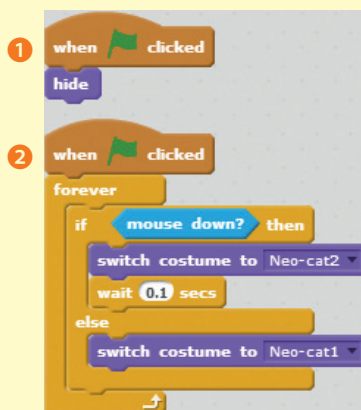 1 when clicked
hide
2 when clicked
forever
if mouse down? then
switch costume to Neo-cat2
wait 0.1 secs
else
switch costume to Neo-cat1